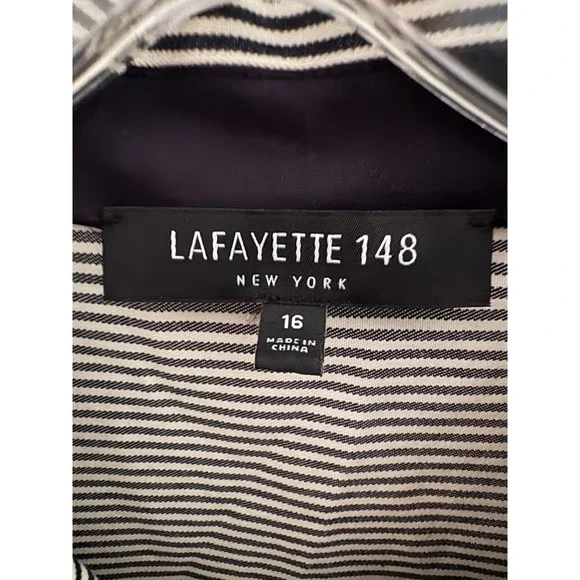 LAFAYETTE 148
NEW YORK
16
MADE IN
CHINA